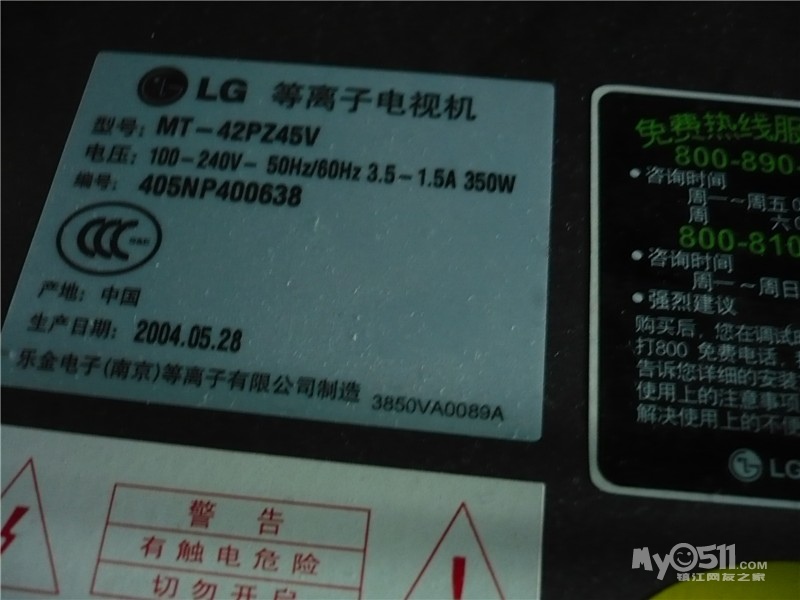 LG 等离子电视机
型号: MT-42PZ45V
电压: 100-240V~ 50Hz/60Hz 3.5-1.5A 350W
编号: 405NP400638
CCC
产地: 中国
生产日期: 2004.05.28
乐金电子(南京)等离子有限公司制造 3850VA0089A
警 告
有触电危险
切勿开启
免费热线服
800-890-
•咨询时间
周一~周五
周 六
800-810
•咨询时间
周一~周日
•强烈建议
购买后, 您在调试
打800 免费电话,
告诉您详细的安装
使用上的注意事项
解决使用上的不便
LG
My0511.com
镇江网友之家